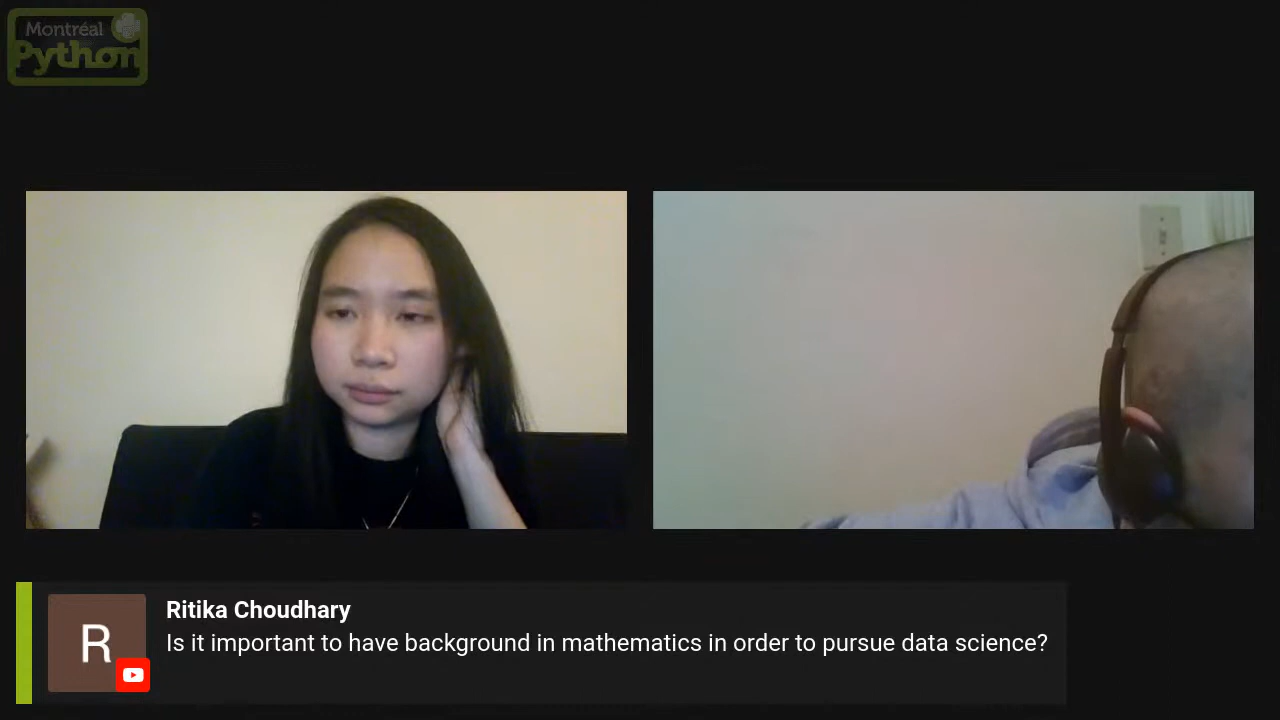 Montréal
Python
R
Ritika Choudhary
Is it important to have background in mathematics in order to pursue data science?